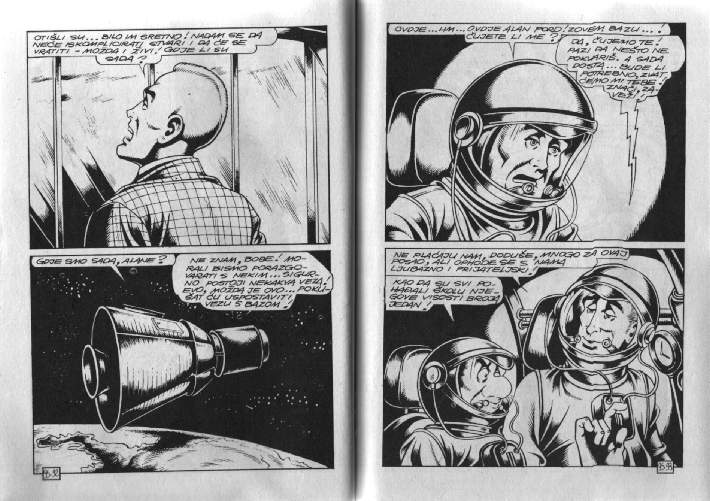 OTIŠLI SU... BILO IM SRETNO! NADAM SE DA
NEĆE ISKOMPLICIRATI STVARI I DA ĆE SE
VRATITI - MOŽDA I ŽIVI! GDJE LI SU
SADA?
GDJE SMO SADA, ALANE?
NE ZNAM, BOBE! MO-
RALI BISMO PORAZGO-
VARATI S NEKIM... SIGUR-
NO POSTOJI NEKAKVA VEZA.
EVO, MOŽDA JE OVO... POKU-
ŠAT ĆU USPOSTAVITI
VEZU S BAZOM!
OVDJE... HM... OVDJE ALAN FORD! ZOVEM BAZU...
ČUJETE LI ME?
DA, ČUJEMO TE!
PAZI DA NEŠTO NE
POKVARIŠ. A SADA
DOSTA... BUDE LI
POTREBNO, ZVAT
ĆEMO MI TEBE.
ZNAČI, ZA-
VEŽI!
NE PLAĆAJU NAM, DODUŠE, MNOGO ZA OVAJ
POSAO, ALI OPHODE SE S NAMA
LJUBAZNO I PRIJATELJSKI!
KAO DA SU SVI PO-
HAĐALI ŠKOLU NJE-
GOVE VISOSTI BROJA
JEDAN!